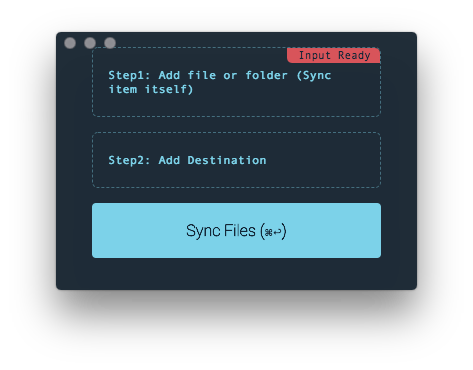 Input Ready
Step1: Add file or folder (Sync
item itself)
Step2: Add Destination
Sync Files (⌘↩)